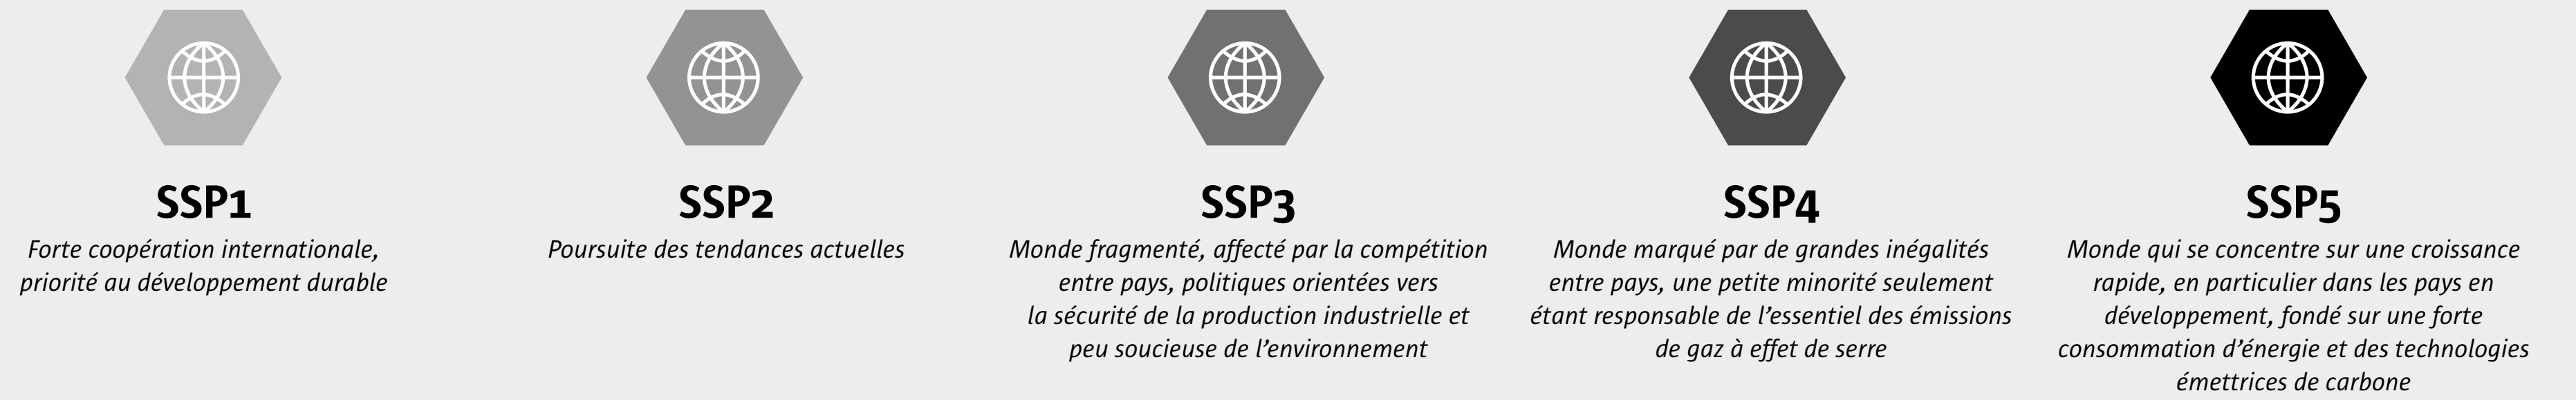 SSP1
Forte coopération internationale,
priorité au développement durable
SSP2
Poursuite des tendances actuelles
SSP3
Monde fragmenté, affecté par la compétition
entre pays, politiques orientées vers
la sécurité de la production industrielle et
peu soucieuse de l’environnement
SSP4
Monde marqué par de grandes inégalités
entre pays, une petite minorité seulement
étant responsable de l’essentiel des émissions
de gaz à effet de serre
SSP5
Monde qui se concentre sur une croissance
rapide, en particulier dans les pays en
développement, fondé sur une forte
consommation d’énergie et des technologies
émettrices de carbone